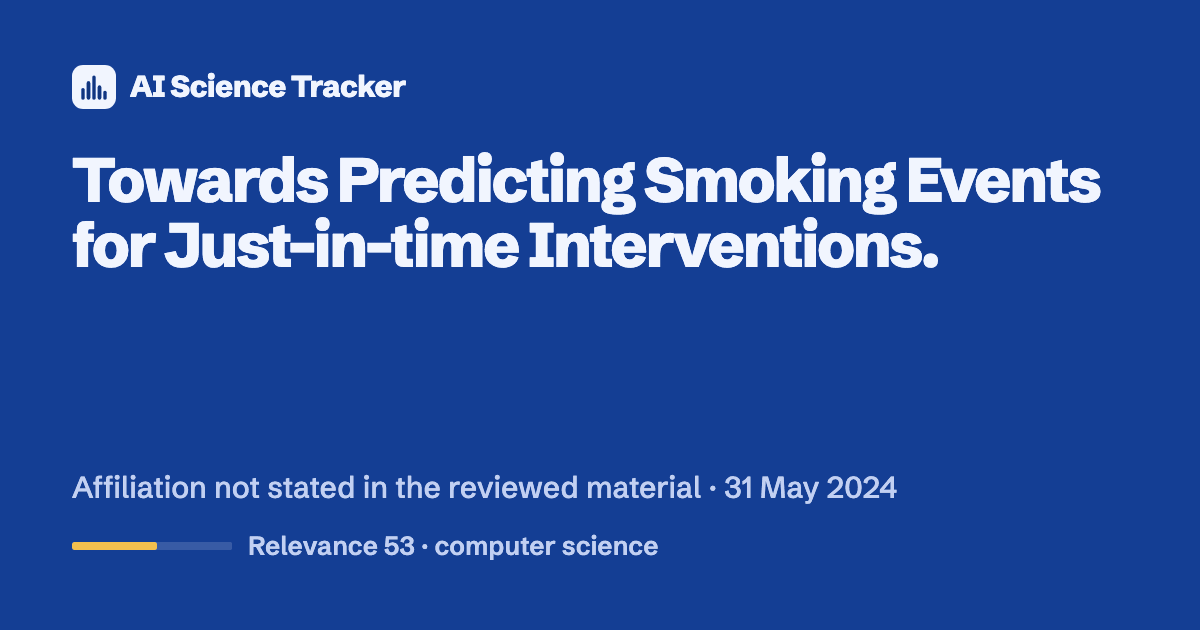 AI Science Tracker
Towards Predicting Smoking Events
for Just-in-time Interventions.
Affiliation not stated in the reviewed material · 31 May 2024
Relevance 53 · computer science